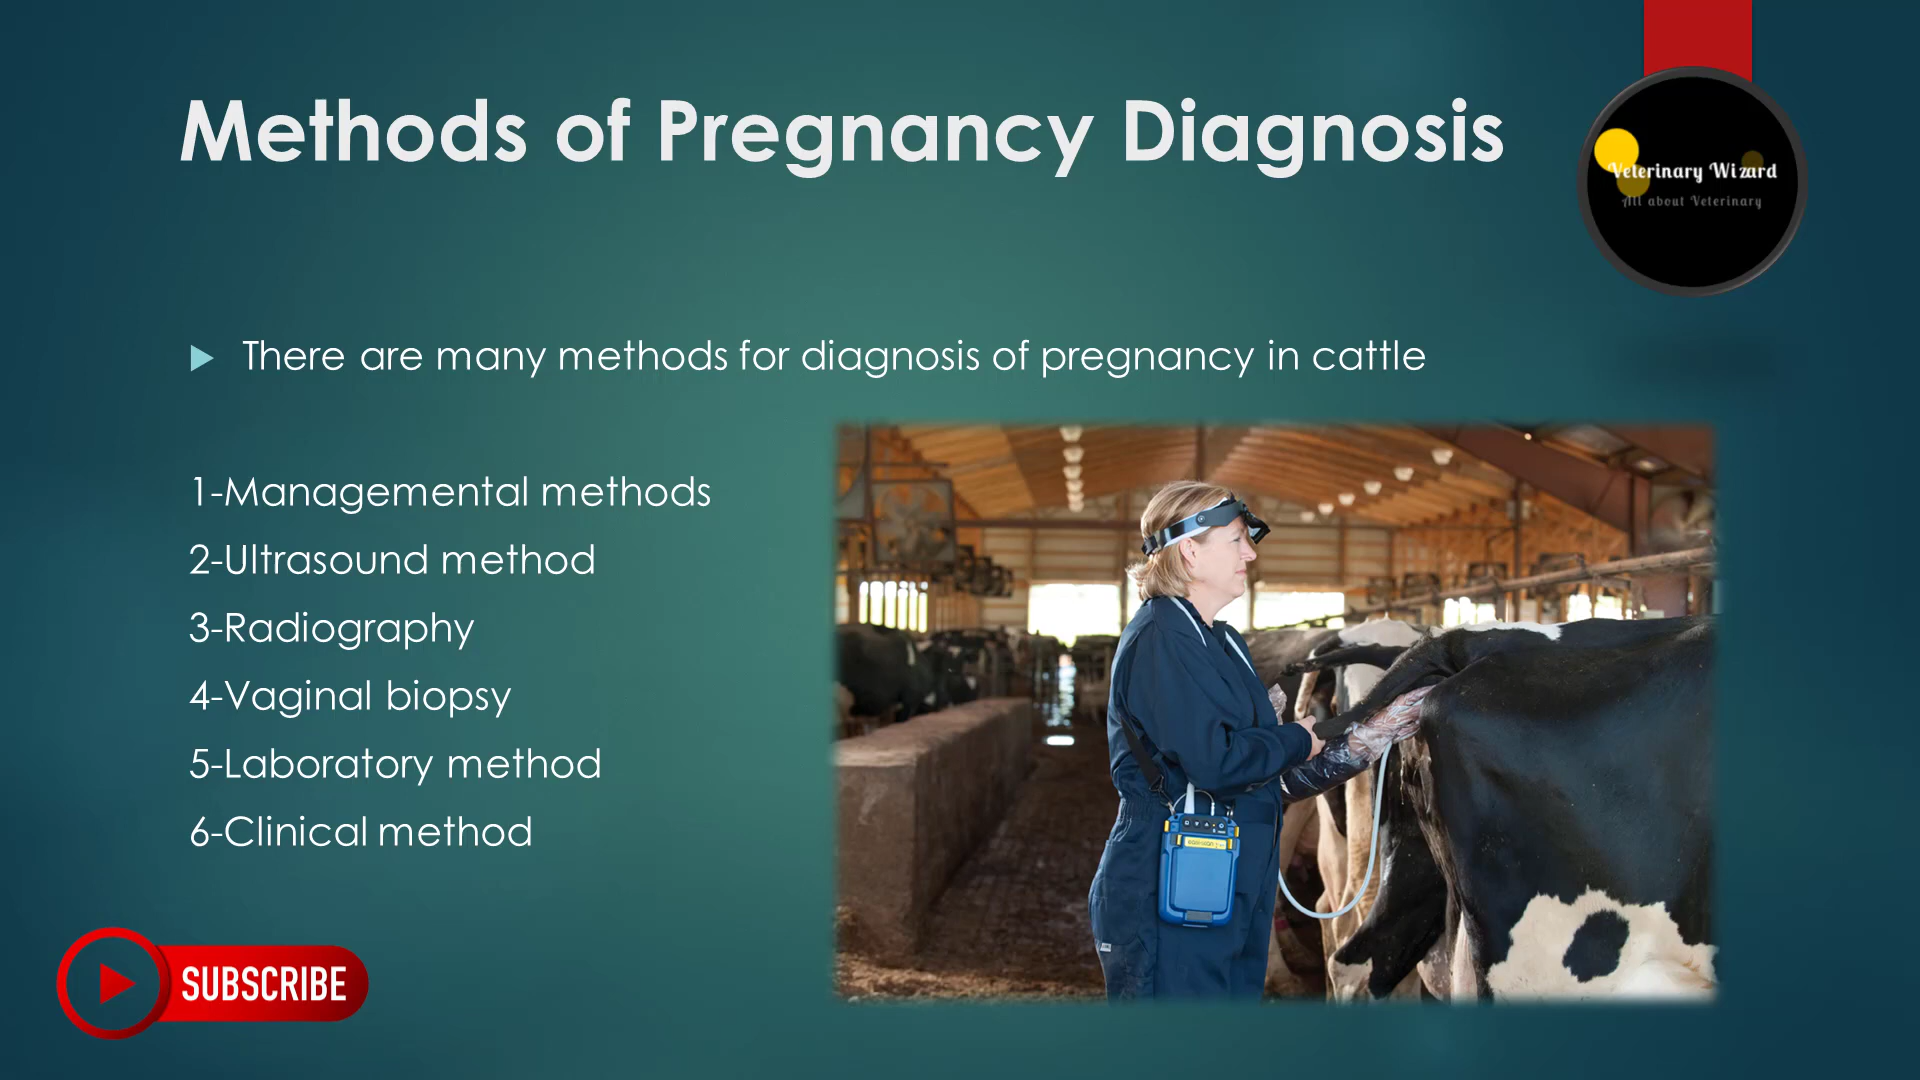 Methods of Pregnancy Diagnosis
Veterinary Wizard
All about Veterinary
There are many methods for diagnosis of pregnancy in cattle
1-Managemental methods
2-Ultrasound method
3-Radiography
4-Vaginal biopsy
5-Laboratory method
6-Clinical method
SUBSCRIBE